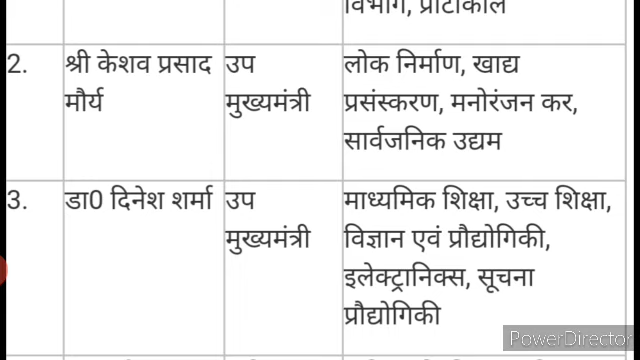 विभाग, प्रोटोकॉल
2. श्री केशव प्रसाद उप लोक निर्माण, खाद्य
मौर्य मुख्यमंत्री प्रसंस्करण, मनोरंजन कर,
सार्वजनिक उद्यम
3. डा0 दिनेश शर्मा उप माध्यमिक शिक्षा, उच्च शिक्षा,
मुख्यमंत्री विज्ञान एवं प्रौद्योगिकी,
इलेक्ट्रानिक्स, सूचना
प्रौद्योगिकी
PowerDirector